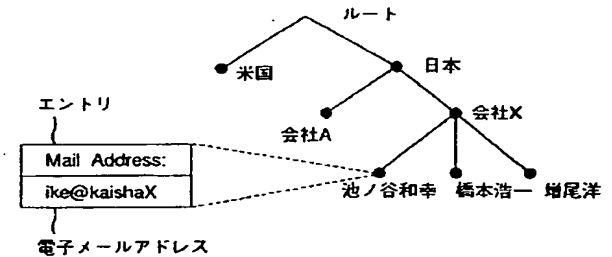 ルート
米国
日本
エントリ
会社A
会社X
Mail Address:
ike@kaishaX
池ノ谷和幸 橋本浩一 増尾洋
電子メールアドレス